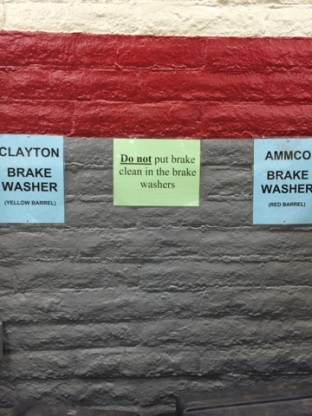 CLAYTON
BRAKE
WASHER
(YELLOW BARREL)
Do not put brake
clean in the brake
washers
AMMCO
BRAKE
WASHER
(RED BARREL)